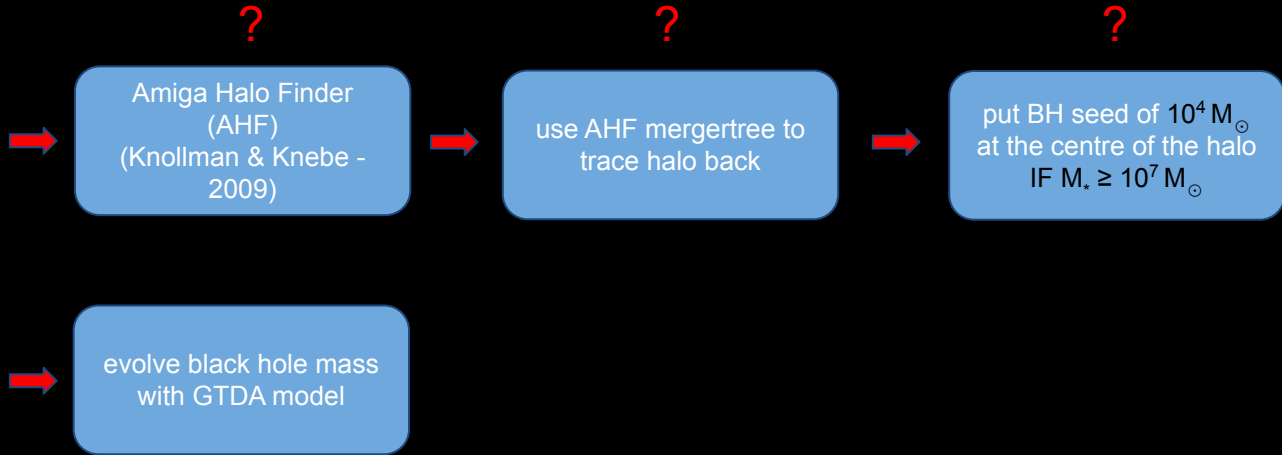 ? ? ?
Amiga Halo Finder
(AHF)
(Knollman & Knebe -
2009)
use AHF mergertree to
trace halo back
put BH seed of 10⁴ M☉
at the centre of the halo
IF M* ≥ 10⁷ M☉
evolve black hole mass
with GTDA model